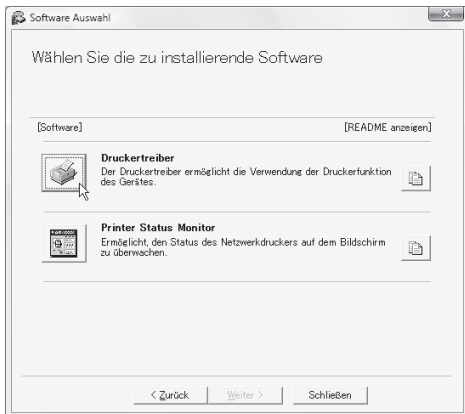 Software Auswahl
Wählen Sie die zu installierende Software
[Software] [README anzeigen]
Druckertreiber
Der Druckertreiber ermöglicht die Verwendung der Druckerfunktion
des Gerätes.
Printer Status Monitor
Ermöglicht, den Status des Netzwerkdruckers auf dem Bildschirm
zu überwachen.
< Zurück Weiter > Schließen